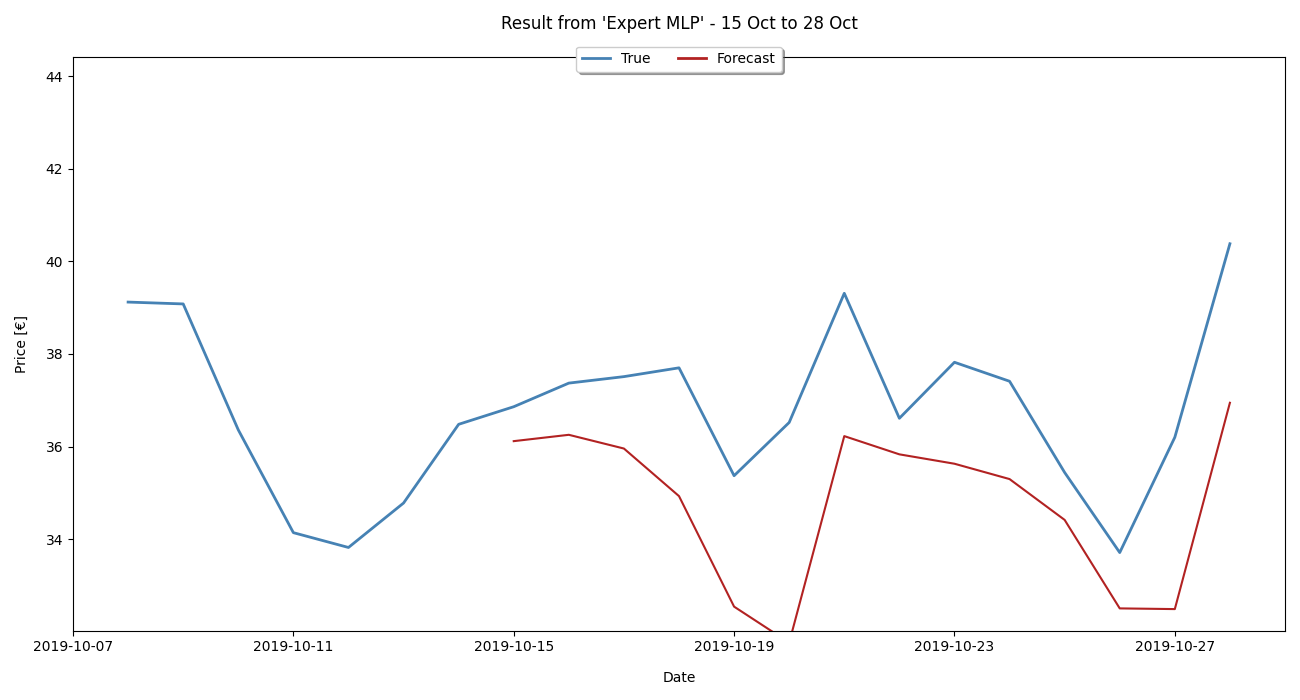 Result from 'Expert MLP' - 15 Oct to 28 Oct
True
Forecast
44
42
40
38
36
34
Price [€]
2019-10-07
2019-10-11
2019-10-15
2019-10-19
2019-10-23
2019-10-27
Date